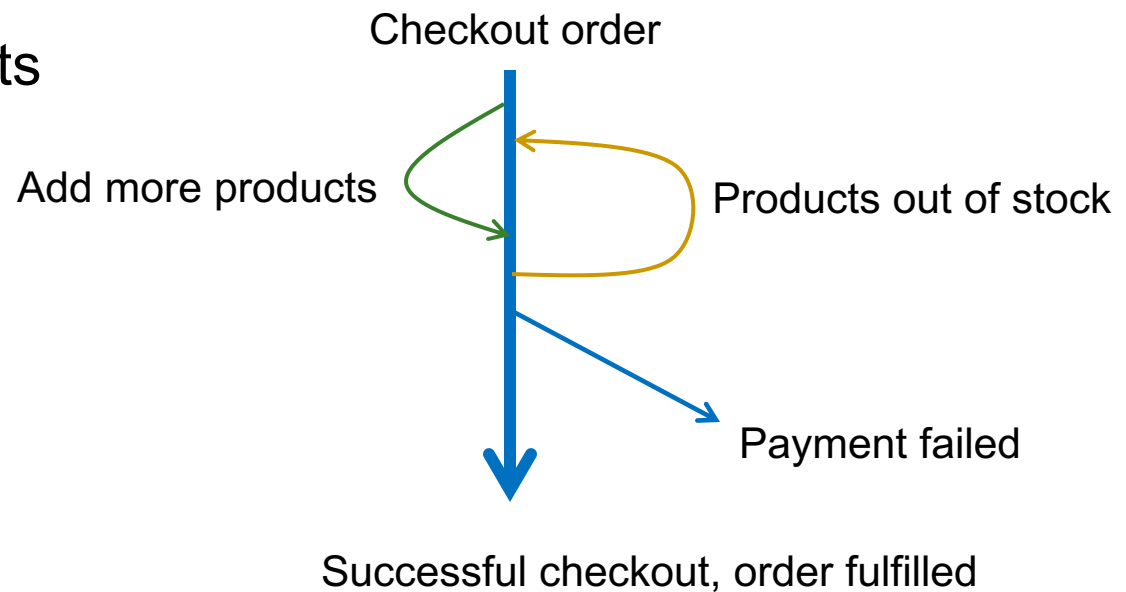 Checkout order
ts
Add more products
Products out of stock
Payment failed
Successful checkout, order fulfilled